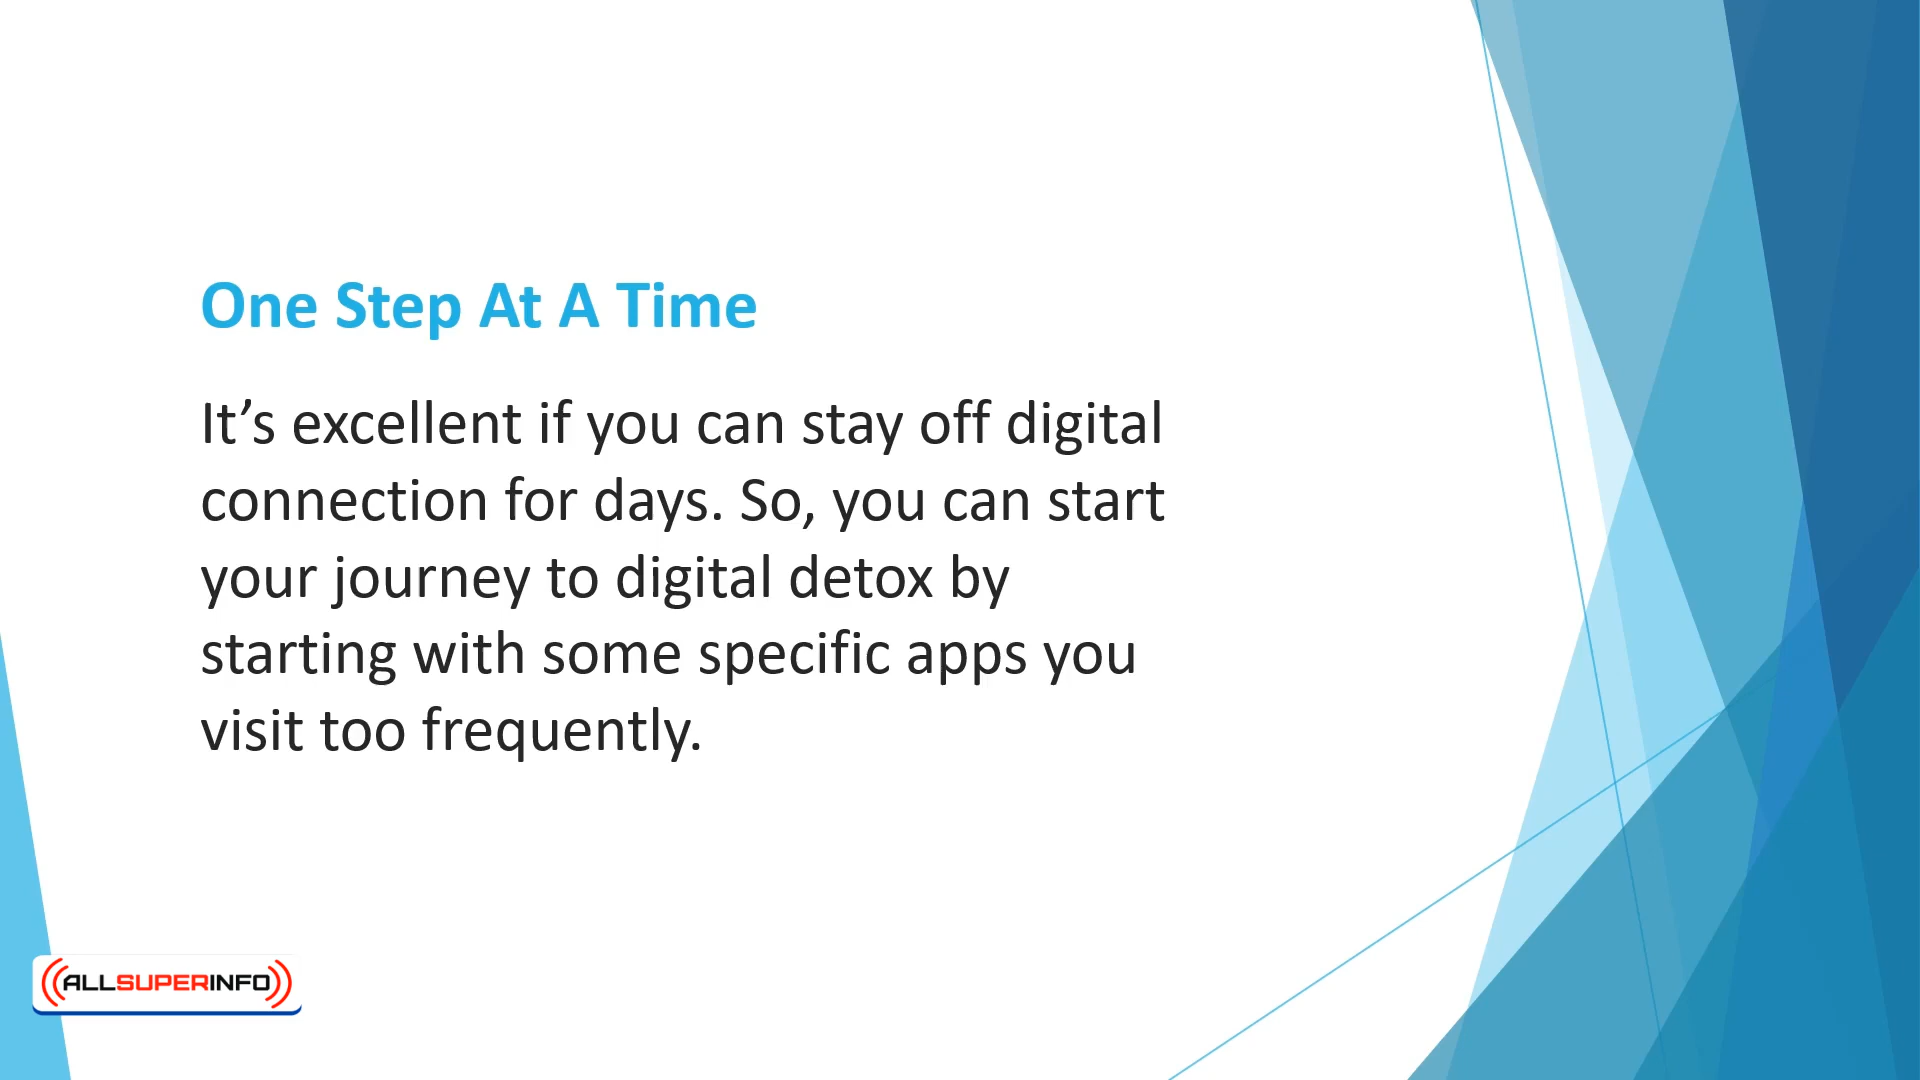 One Step At A Time
It’s excellent if you can stay off digital
connection for days. So, you can start
your journey to digital detox by
starting with some specific apps you
visit too frequently.
ALLSUPERINFO